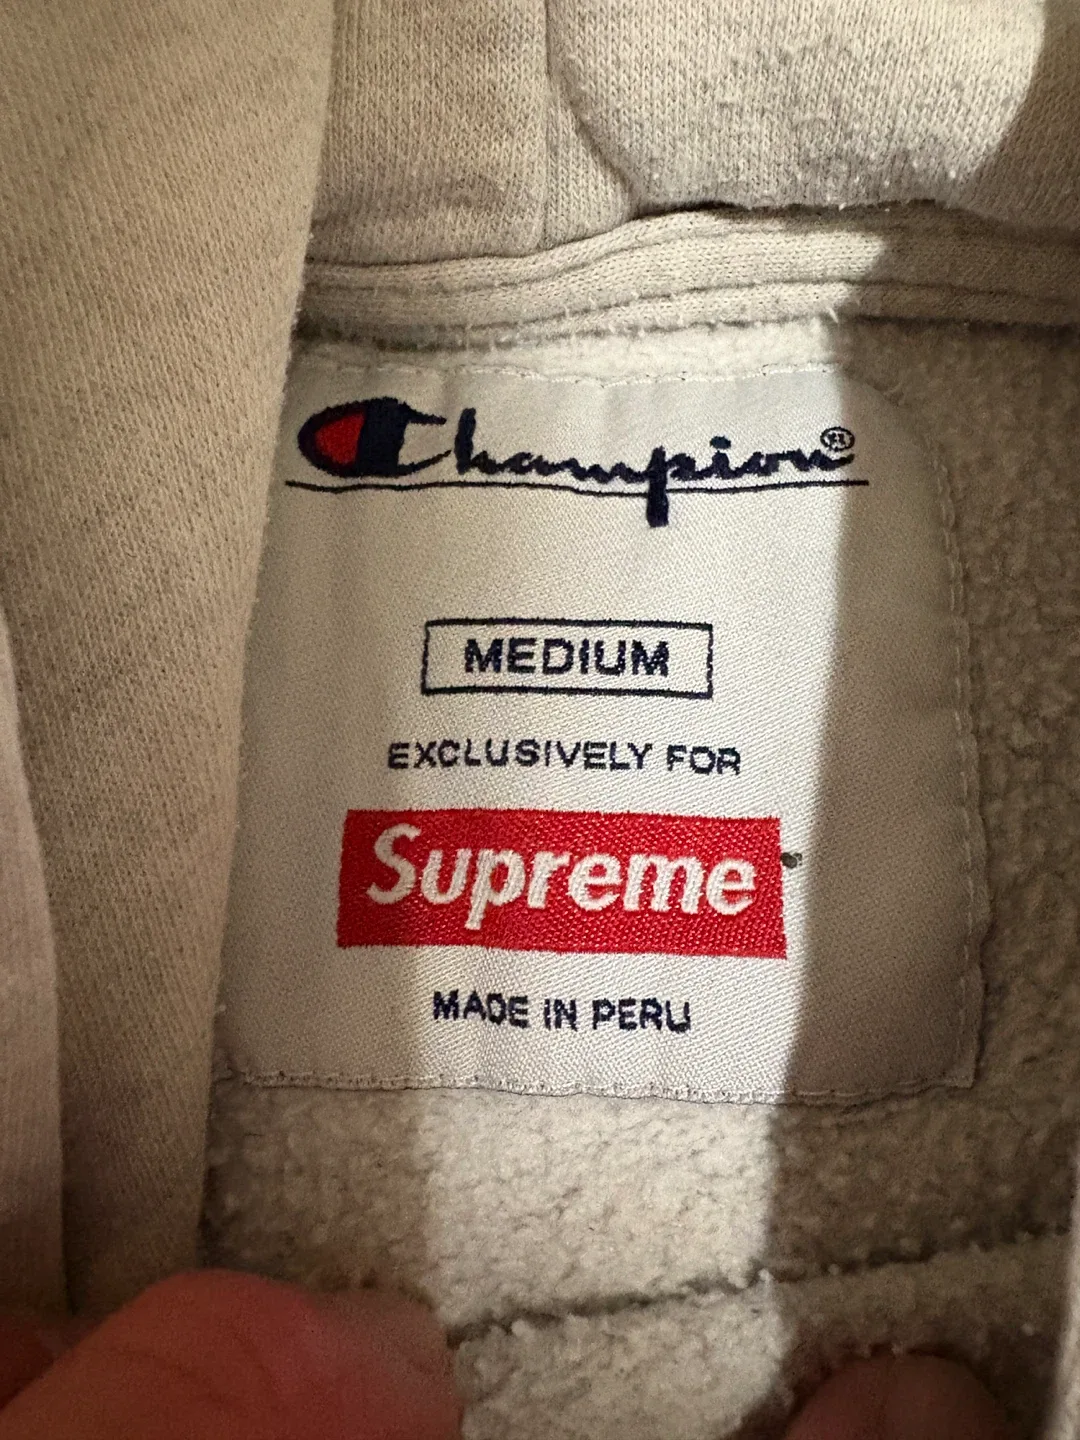 Champion®
MEDIUM
EXCLUSIVELY FOR
Supreme
MADE IN PERU